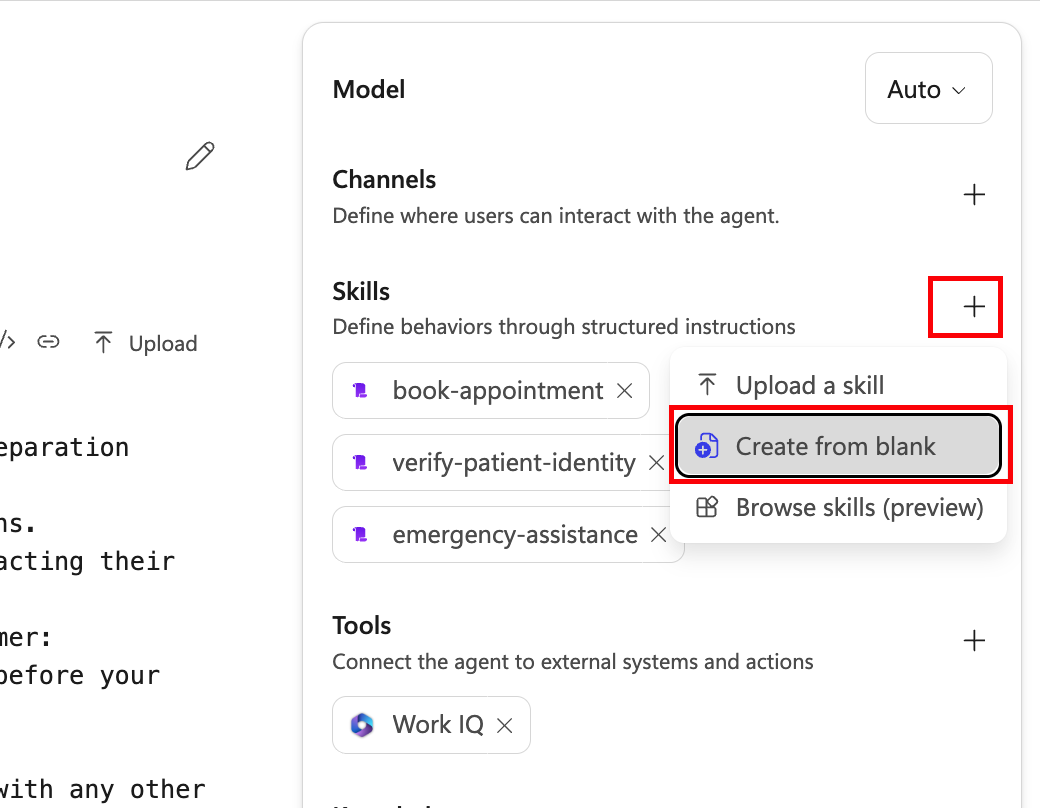 Model
Auto
Channels
Define where users can interact with the agent.
Skills
Define behaviors through structured instructions
Upload
book-appointment
Upload a skill
verify-patient-identity
Create from blank
emergency-assistance
Browse skills (preview)
Tools
Connect the agent to external systems and actions
Work IQ
eparation
ns.
acting their
mer:
before your
with any other